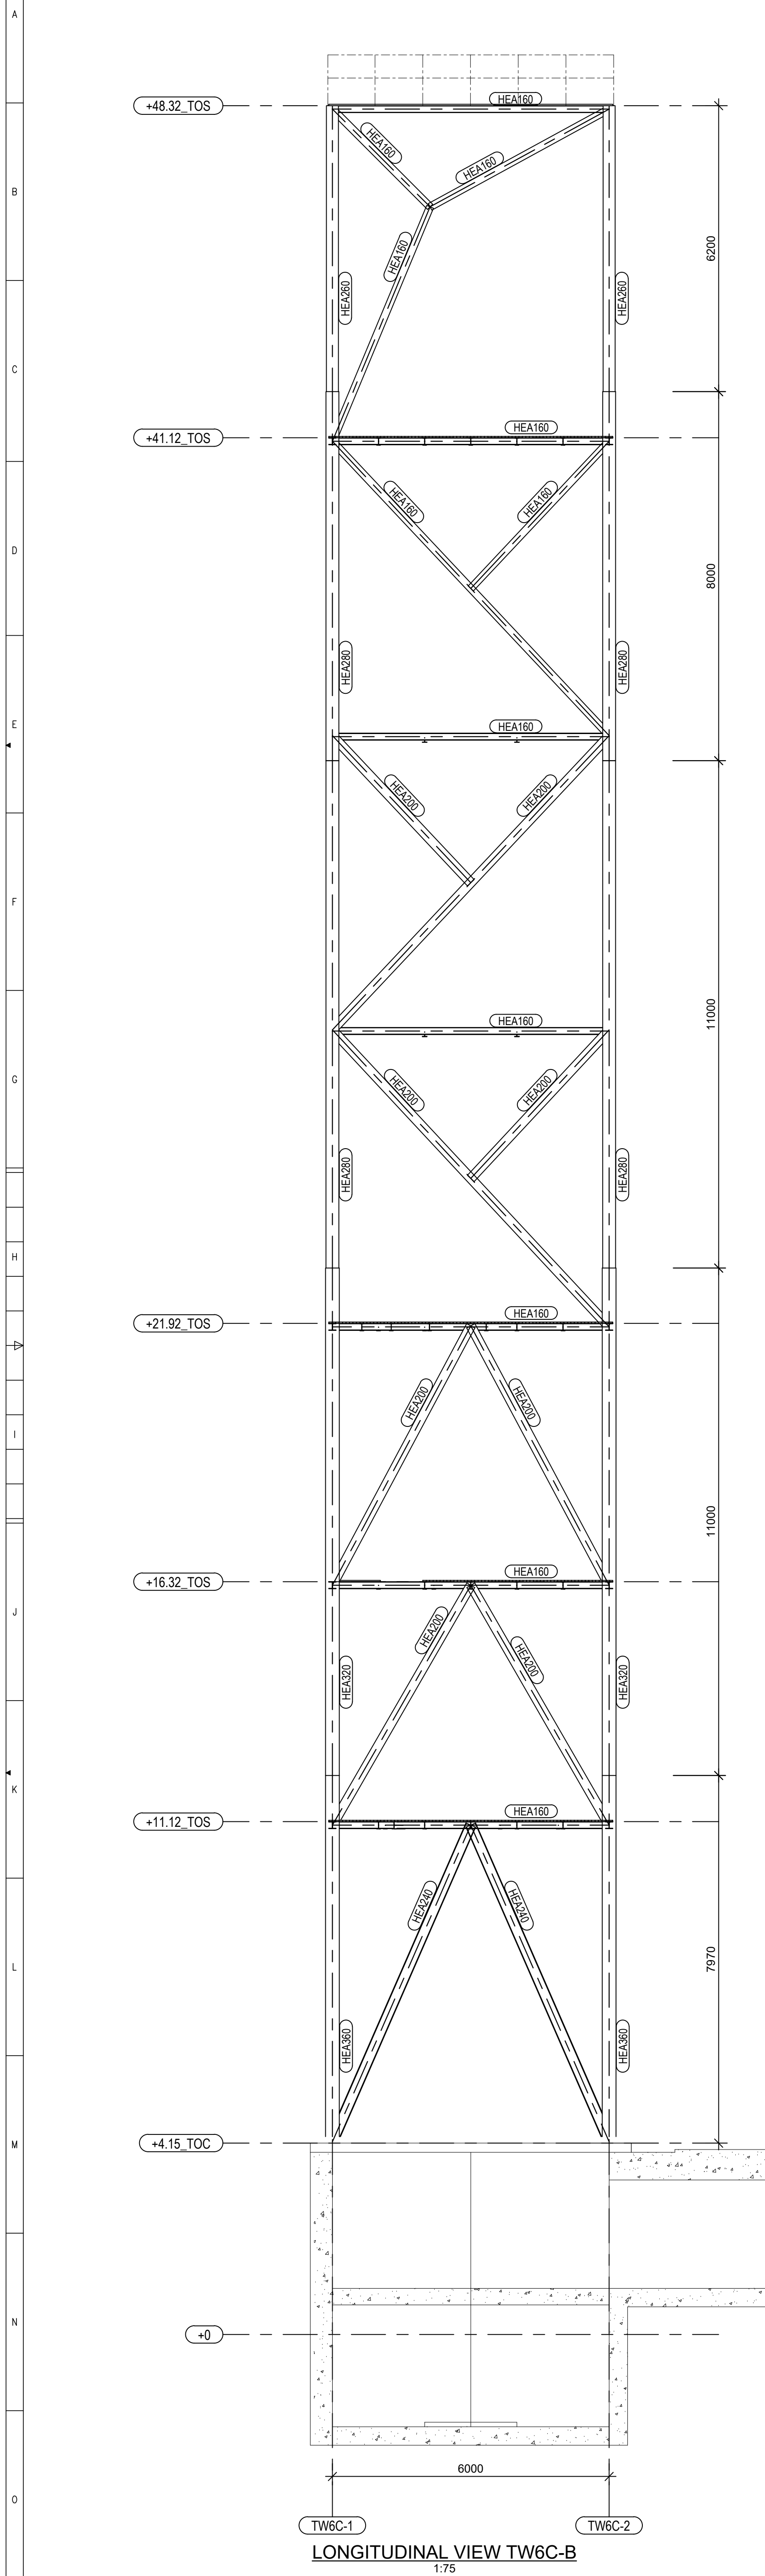 A
HEA160
+48.32_TOS
HEA160
HEA160
B
HEA160
6200
HEA260
HEA260
C
HEA160
+41.12_TOS
HEA160
HEA160
D
8000
HEA280
HEA280
E
HEA160
HEA200
HEA200
F
11000
HEA160
G
HEA200
HEA200
HEA280
HEA280
H
HEA160
+21.92_TOS
HEA200
HEA200
I
11000
HEA160
+16.32_TOS
J
HEA200
HEA200
HEA320
HEA320
K
HEA160
+11.12_TOS
HEA240
HEA240
7970
L
HEA360
HEA360
M
+4.15_TOC
N
+0
6000
O
TW6C-1
TW6C-2
LONGITUDINAL VIEW TW6C-B
1:75